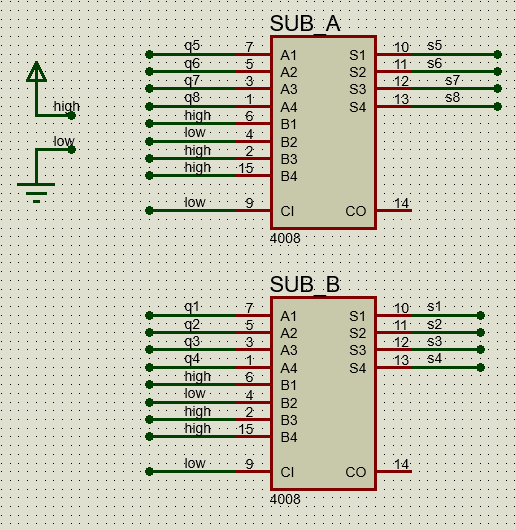 SUB_A
high
low
q5 7 A1 S1 10 s5
q6 5 A2 S2 11 s6
q7 3 A3 S3 12 s7
q8 1 A4 S4 13 s8
high 6 B1
low 4 B2
high 2 B3
high 15 B4
low 9 CI CO 14
4008
SUB_B
q1 7 A1 S1 10 s1
q2 5 A2 S2 11 s2
q3 3 A3 S3 12 s3
q4 1 A4 S4 13 s4
high 6 B1
low 4 B2
high 2 B3
high 15 B4
low 9 CI CO 14
4008